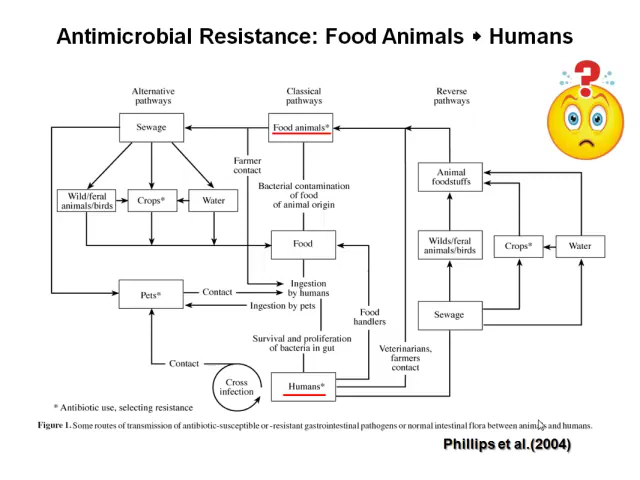 Antimicrobial Resistance: Food Animals → Humans
Alternative
pathways
Classical
pathways
Reverse
pathways
Sewage
Food animals*
Farmer
contact
Animal
foodstuffs
Bacterial contamination
of food
of animal origin
Wild/feral
animals/birds
Crops*
Water
Food
Wilds/feral
animals/birds
Crops*
Water
Pets*
Contact
Ingestion
by humans
Ingestion by pets
Food
handlers
Sewage
Survival and proliferation
of bacteria in gut
Veterinarians,
farmers
contact
Contact
Cross
infection
Humans*
* Antibiotic use, selecting resistance
Figure 1. Some routes of transmission of antibiotic-susceptible or -resistant gastrointestinal pathogens or normal intestinal flora between animals and humans.
Phillips et al.(2004)